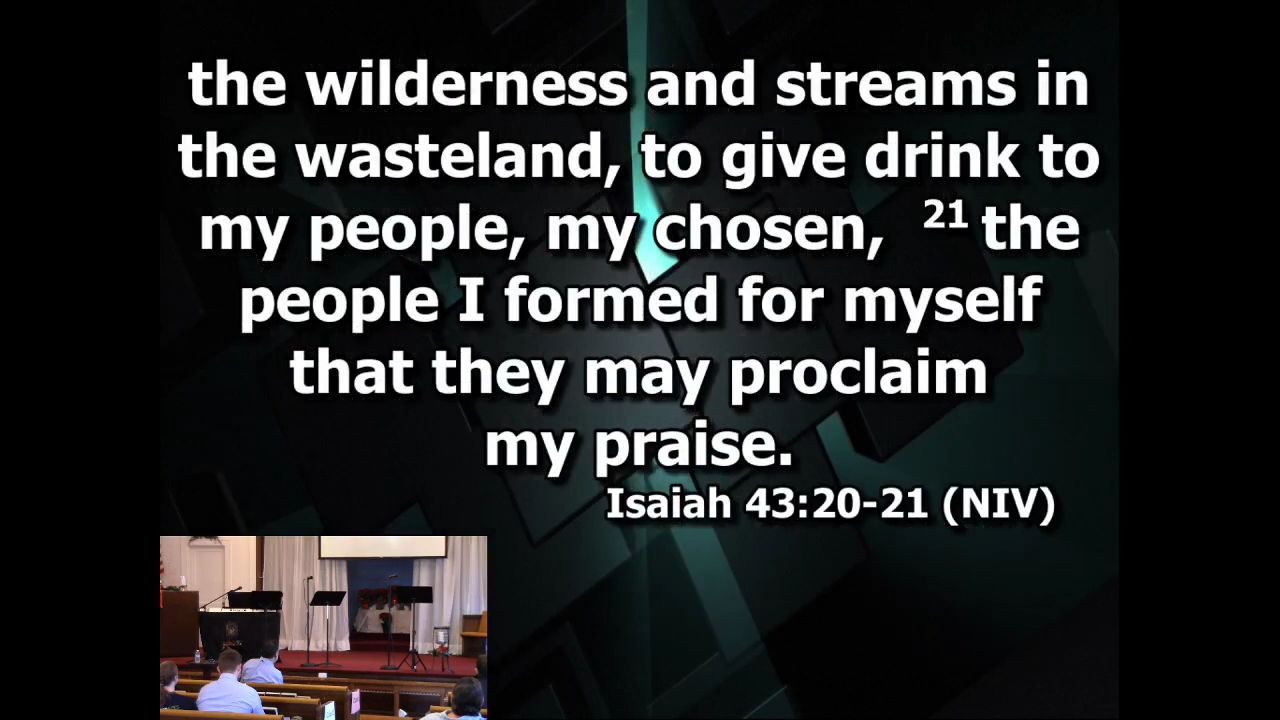 the wilderness and streams in
the wasteland, to give drink to
my people, my chosen, 21 the
people I formed for myself
that they may proclaim
my praise.
Isaiah 43:20-21 (NIV)